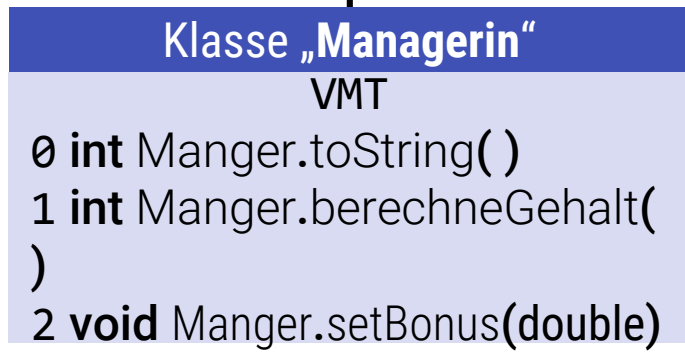 Klasse „Managerin“
VMT
0 int Manger.toString( )
1 int Manger.berechneGehalt(
)
2 void Manger.setBonus(double)